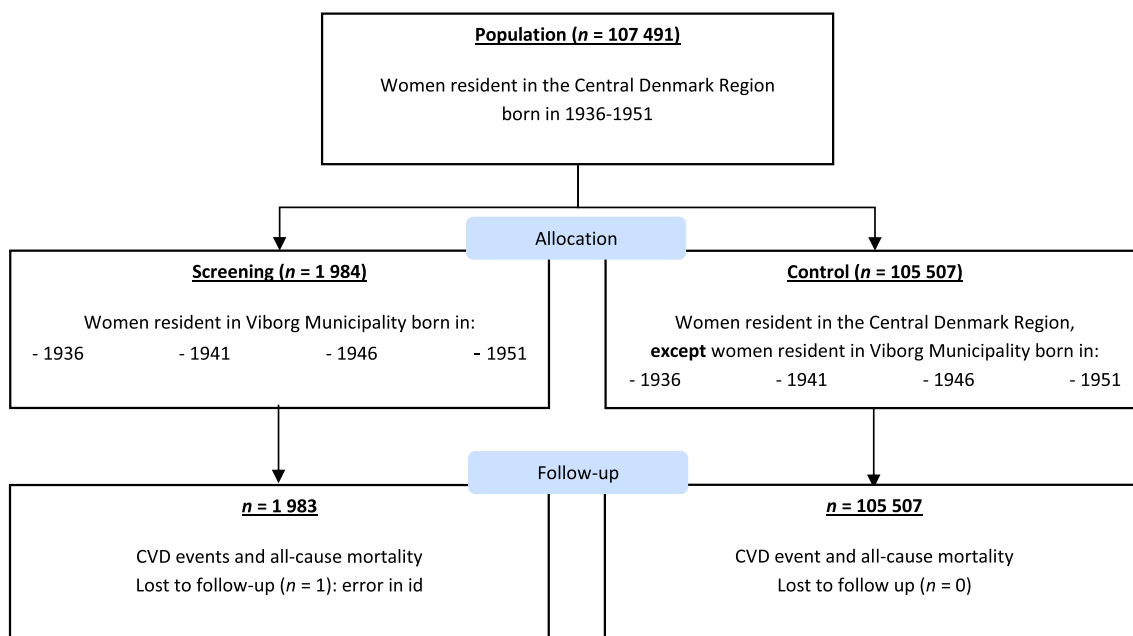 Population (n = 107 491)
Women resident in the Central Denmark Region
born in 1936-1951
Allocation
Screening (n = 1 984)
Women resident in Viborg Municipality born in:
- 1936 - 1941 - 1946 - 1951
Control (n = 105 507)
Women resident in the Central Denmark Region,
except women resident in Viborg Municipality born in:
- 1936 - 1941 - 1946 - 1951
Follow-up
n = 1 983
CVD events and all-cause mortality
Lost to follow-up (n = 1): error in id
n = 105 507
CVD event and all-cause mortality
Lost to follow up (n = 0)